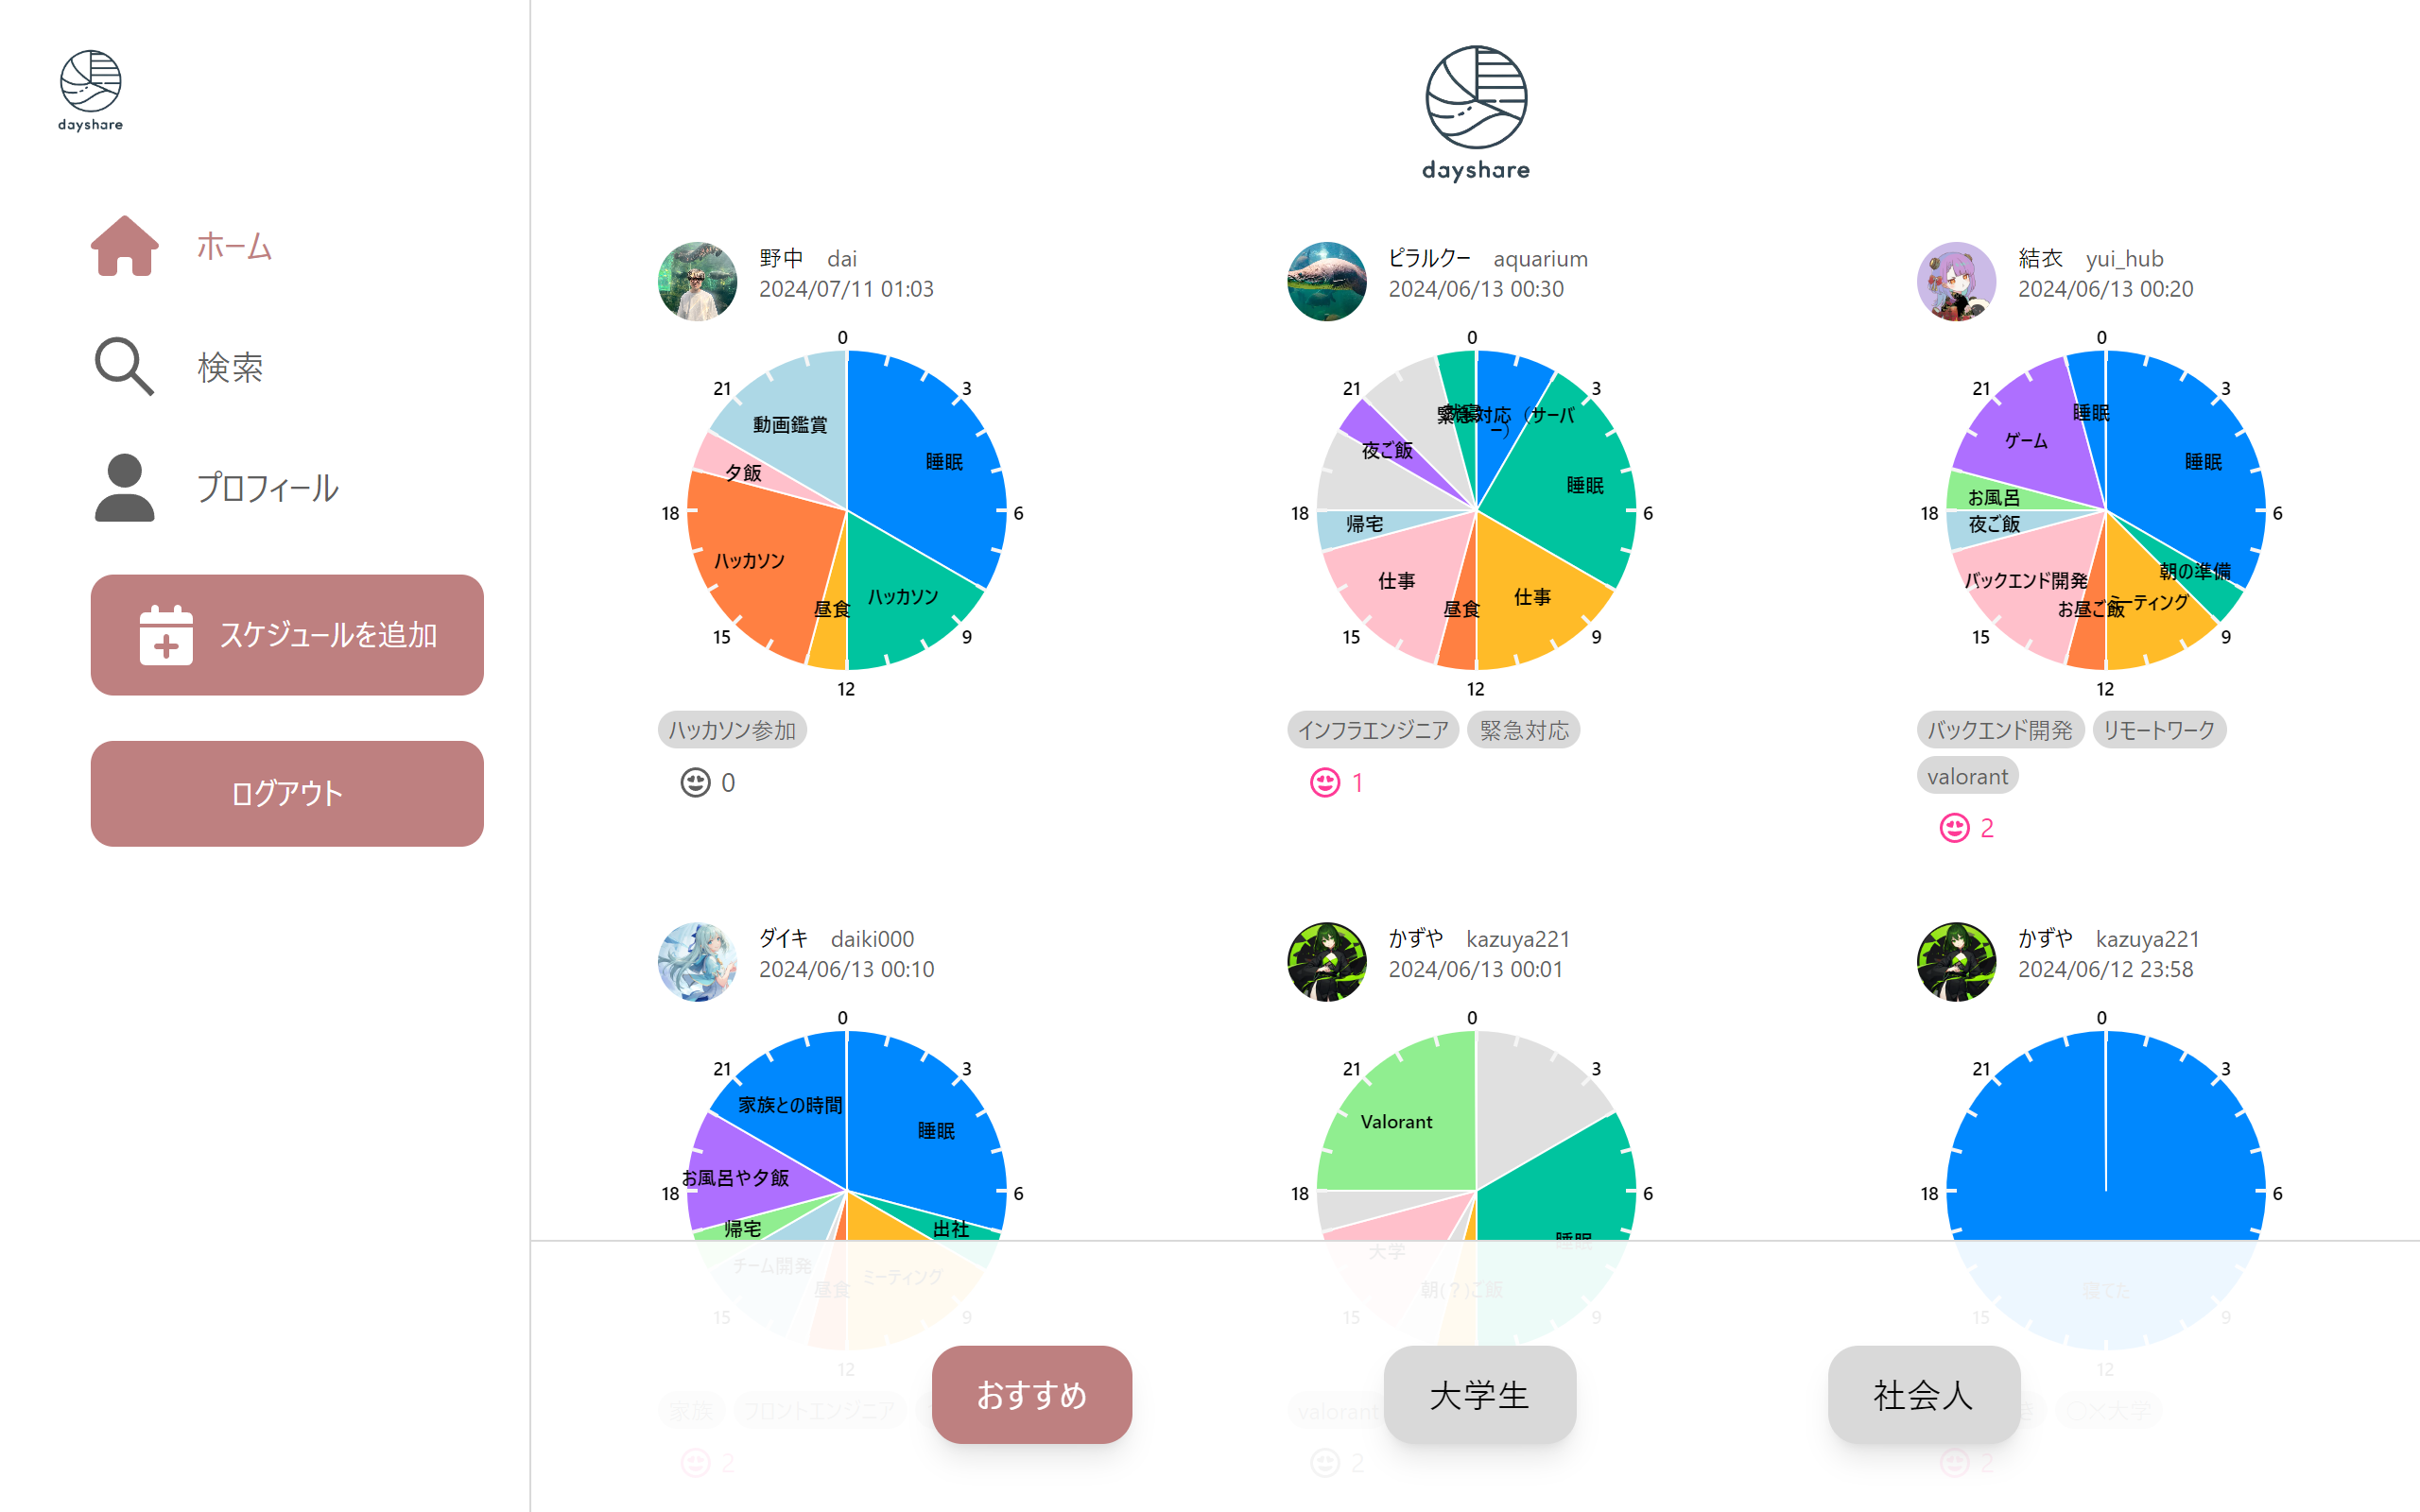 dayshare
ホーム
検索
プロフィール
スケジュールを追加
ログアウト
dayshare
野中 dai
2024/07/11 01:03
0
3
6
9
12
15
18
21
睡眠
ハッカソン
昼食
ハッカソン
夕飯
動画鑑賞
ハッカソン参加
0
ピラルクー aquarium
2024/06/13 00:30
0
3
6
9
12
15
18
21
緊急対応（サーバ
ー）
睡眠
仕事
昼食
仕事
帰宅
夜ご飯
インフラエンジニア 緊急対応
1
結衣 yui_hub
2024/06/13 00:20
0
3
6
9
12
15
18
21
睡眠
朝の準備
ミーティング
お昼ご飯
バックエンド開発
夜ご飯
お風呂
ゲーム
睡眠
バックエンド開発 リモートワーク
valorant
2
ダイキ daiki000
2024/06/13 00:10
0
3
6
9
12
15
18
21
睡眠
出社
ミーティング
昼食
チーム開発
帰宅
お風呂や夕飯
家族との時間
家族 フロントエンジニア
2
かずや kazuya221
2024/06/13 00:01
0
3
6
9
15
18
21
睡眠
朝(？)ご飯
大学
Valorant
valorant
2
かずや kazuya221
2024/06/12 23:58
0
3
6
9
12
15
18
21
寝てた
〇×大学
2
おすすめ
大学生
社会人